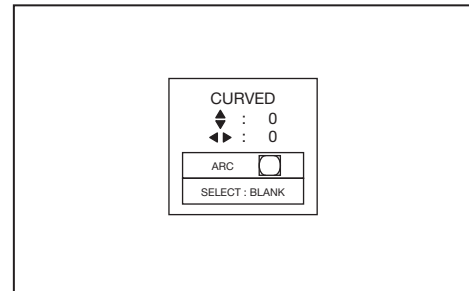 CURVED
▲▼ : 0
◀▶ : 0
ARC
SELECT : BLANK